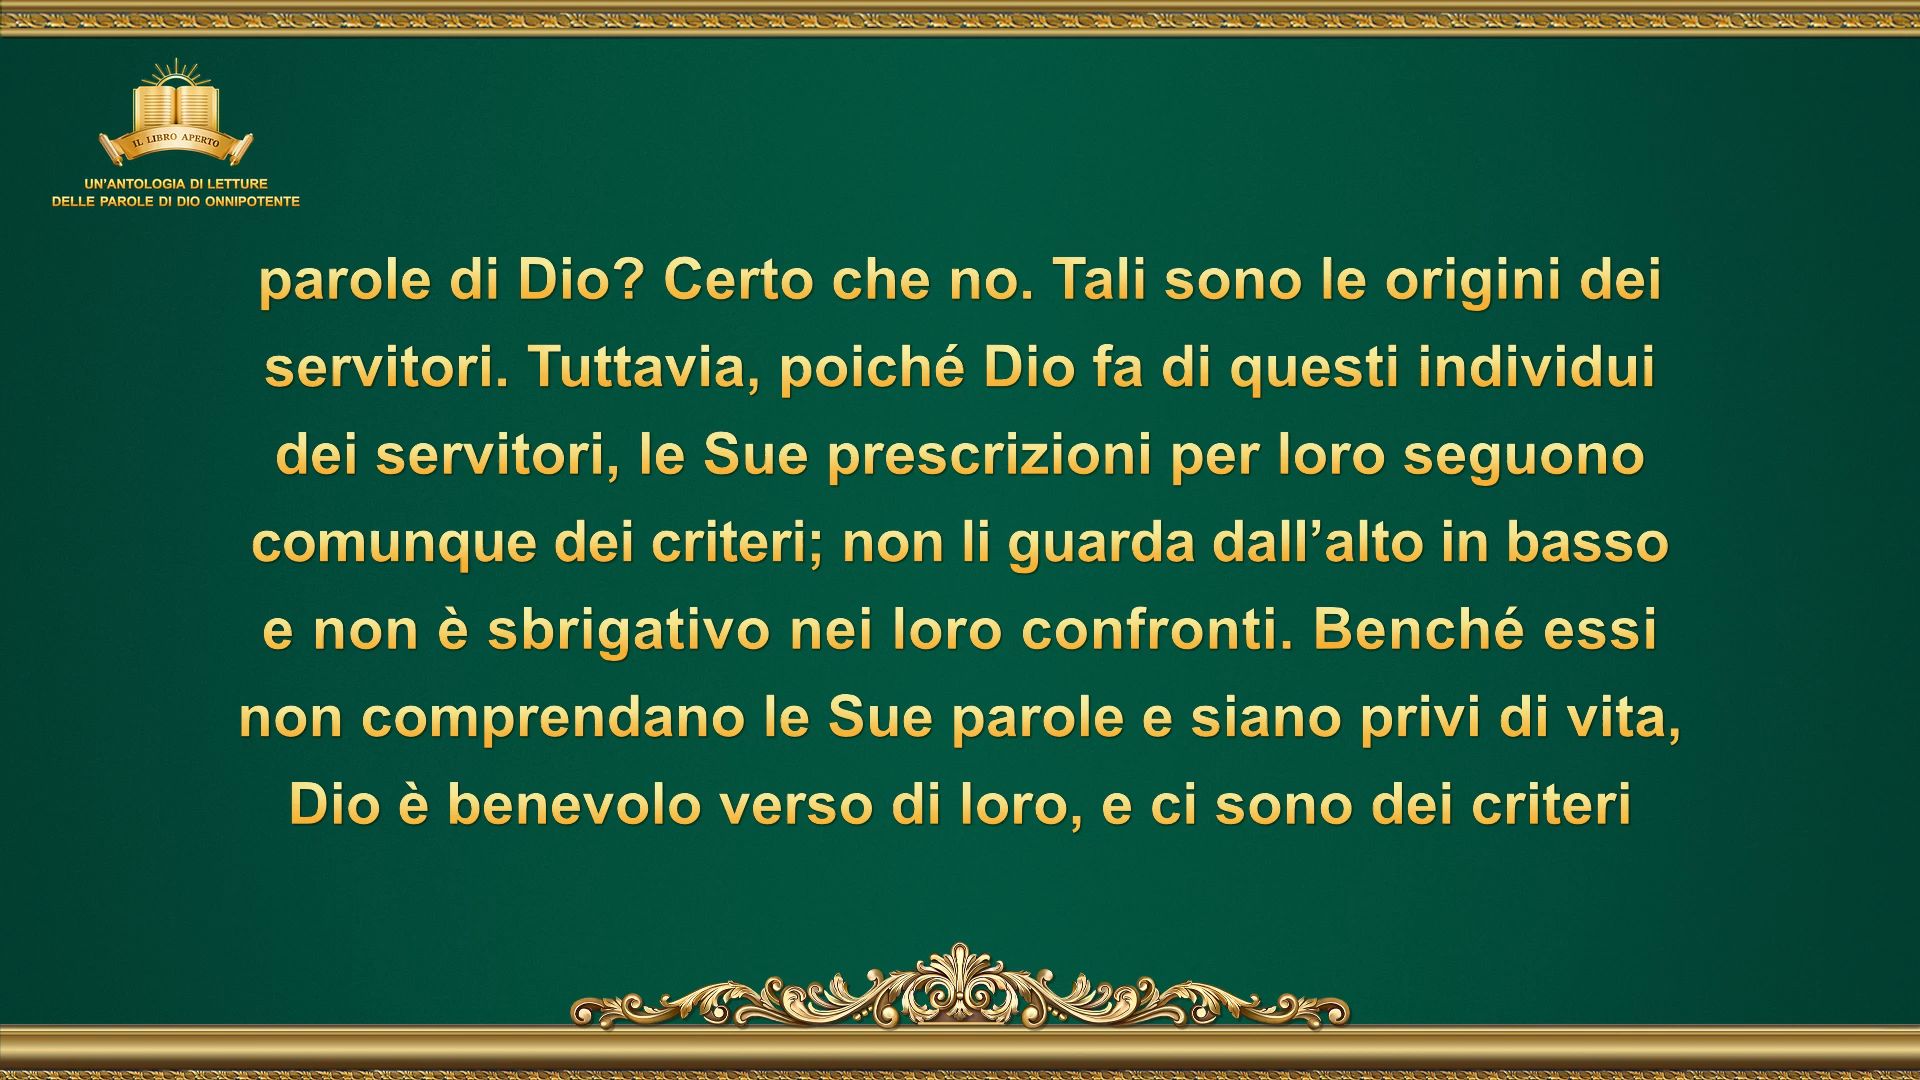 IL LIBRO APERTO
UN’ANTOLOGIA DI LETTURE
DELLE PAROLE DI DIO ONNIPOTENTE
parole di Dio? Certo che no. Tali sono le origini dei
servitori. Tuttavia, poiché Dio fa di questi individui
dei servitori, le Sue prescrizioni per loro seguono
comunque dei criteri; non li guarda dall’alto in basso
e non è sbrigativo nei loro confronti. Benché essi
non comprendano le Sue parole e siano privi di vita,
Dio è benevolo verso di loro, e ci sono dei criteri